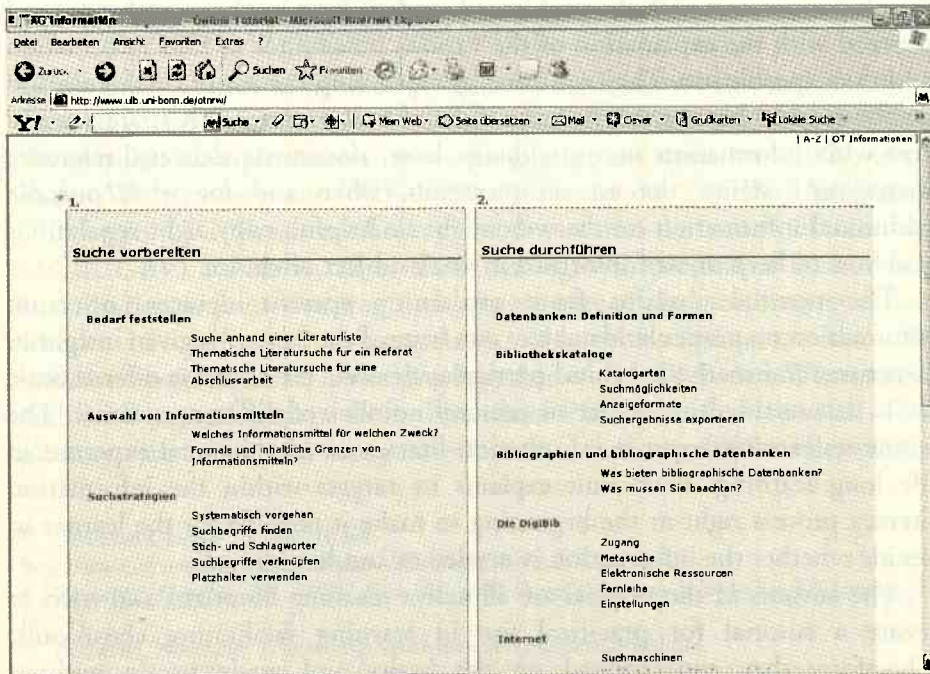 AG Information - Online Tutorial - Microsoft Internet Explorer
Datei Bearbeiten Ansicht Favoriten Extras ?
Zurück Suchen Favoriten
Adresse http://www.ulb.uni-bonn.de/otnrw/
Y! Suche Mein Web Seite übersetzen Mail Clever Grußkarten Lokale Suche
| A-Z | OT Informationen
1.
Suche vorbereiten
Bedarf feststellen
Suche anhand einer Literaturliste
Thematische Literatursuche für ein Referat
Thematische Literatursuche für eine
Abschlussarbeit
Auswahl von Informationsmitteln
Welches Informationsmittel für welchen Zweck?
Formale und inhaltliche Grenzen von
Informationsmitteln?
Suchstrategien
Systematisch vorgehen
Suchbegriffe finden
Stich- und Schlagworter
Suchbegriffe verknüpfen
Platzhalter verwenden
2.
Suche durchführen
Datenbanken: Definition und Formen
Bibliothekskataloge
Katalogarten
Suchmöglichkeiten
Anzeigeformate
Suchergebnisse exportieren
Bibliographien und bibliographische Datenbanken
Was bieten bibliographische Datenbanken?
Was mussen Sie beachten?
Die DigiBib
Zugang
Metasuche
Elektronische Ressourcen
Fernleihe
Einstellungen
Internet
Suchmaschinen